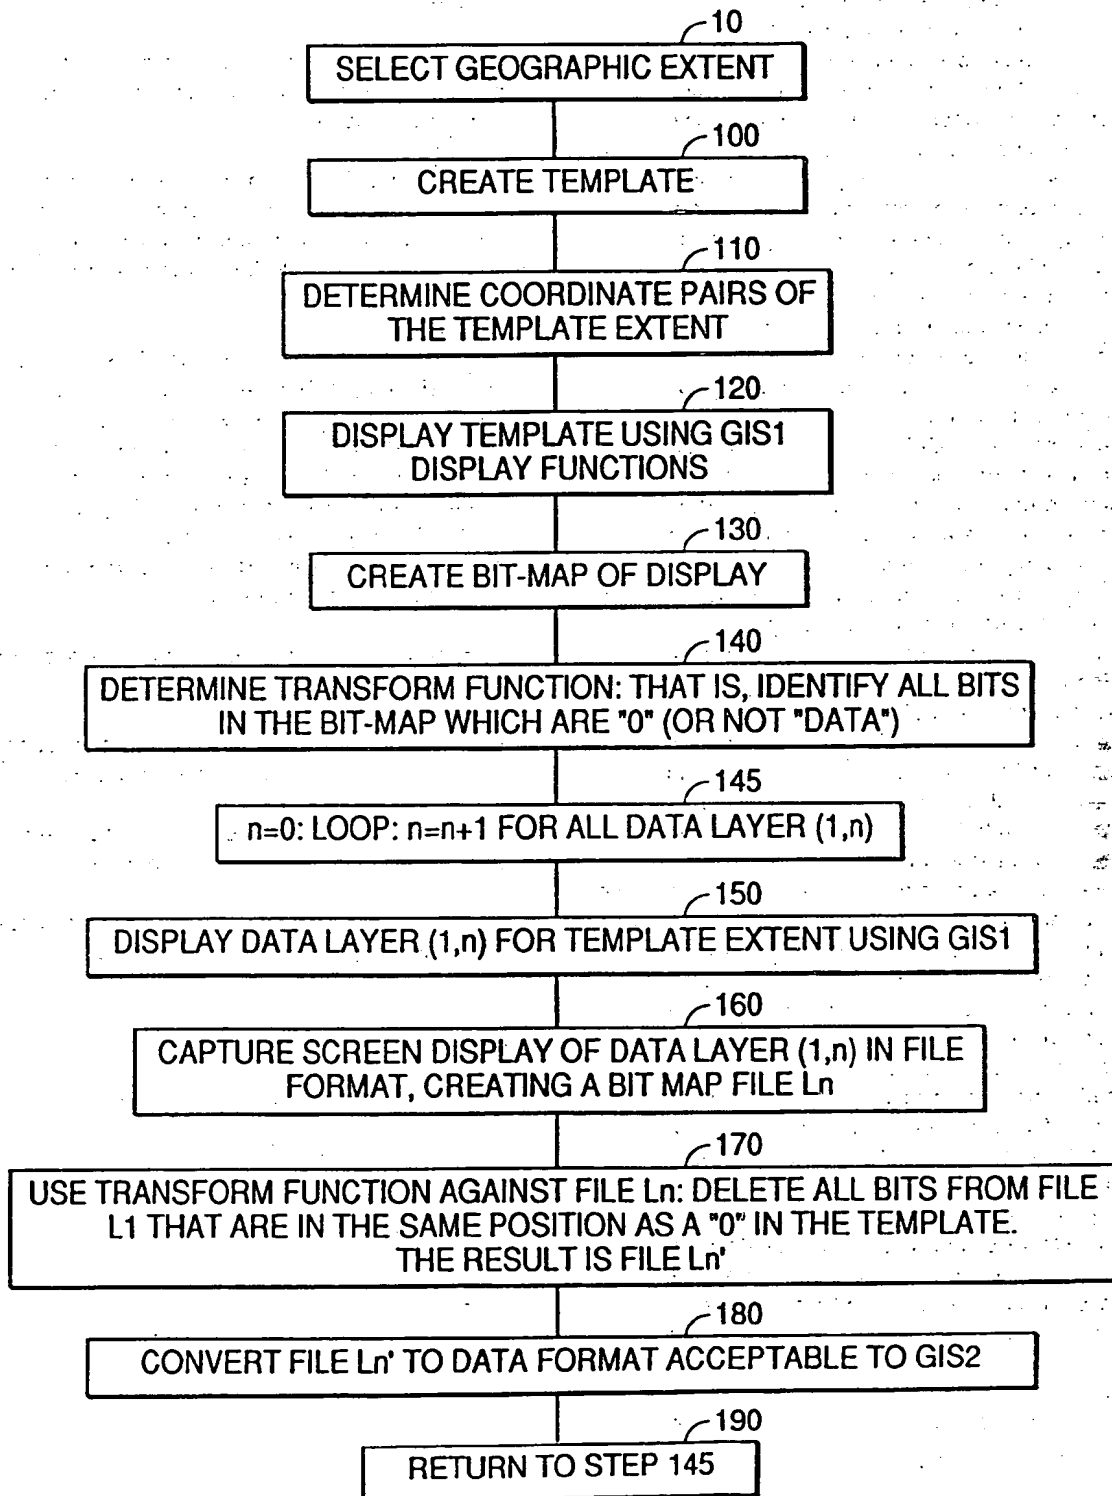 10
SELECT GEOGRAPHIC EXTENT
100
CREATE TEMPLATE
110
DETERMINE COORDINATE PAIRS OF
THE TEMPLATE EXTENT
120
DISPLAY TEMPLATE USING GIS1
DISPLAY FUNCTIONS
130
CREATE BIT-MAP OF DISPLAY
140
DETERMINE TRANSFORM FUNCTION: THAT IS, IDENTIFY ALL BITS
IN THE BIT-MAP WHICH ARE "0" (OR NOT "DATA")
145
n=0: LOOP: n=n+1 FOR ALL DATA LAYER (1,n)
150
DISPLAY DATA LAYER (1,n) FOR TEMPLATE EXTENT USING GIS1
160
CAPTURE SCREEN DISPLAY OF DATA LAYER (1,n) IN FILE
FORMAT, CREATING A BIT MAP FILE Ln
170
USE TRANSFORM FUNCTION AGAINST FILE Ln: DELETE ALL BITS FROM FILE
L1 THAT ARE IN THE SAME POSITION AS A "0" IN THE TEMPLATE.
THE RESULT IS FILE Ln'
180
CONVERT FILE Ln' TO DATA FORMAT ACCEPTABLE TO GIS2
190
RETURN TO STEP 145